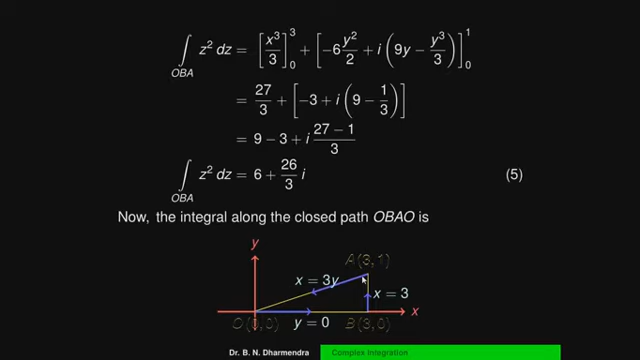 ∫_{OBA} z² dz = [x³/3]₀³ + [−6 y²/2 + i (9y − y³/3)]₀¹
= 27/3 + [−3 + i (9 − 1/3)]
= 9 − 3 + i (27 − 1)/3
∫_{OBA} z² dz = 6 + 26/3 i (5)
Now, the integral along the closed path OBAO is
y
A(3, 1)
x = 3y
x = 3
x
O(0, 0)
y = 0
B(3, 0)
Dr. B. N. Dharmendra
Complex Integration